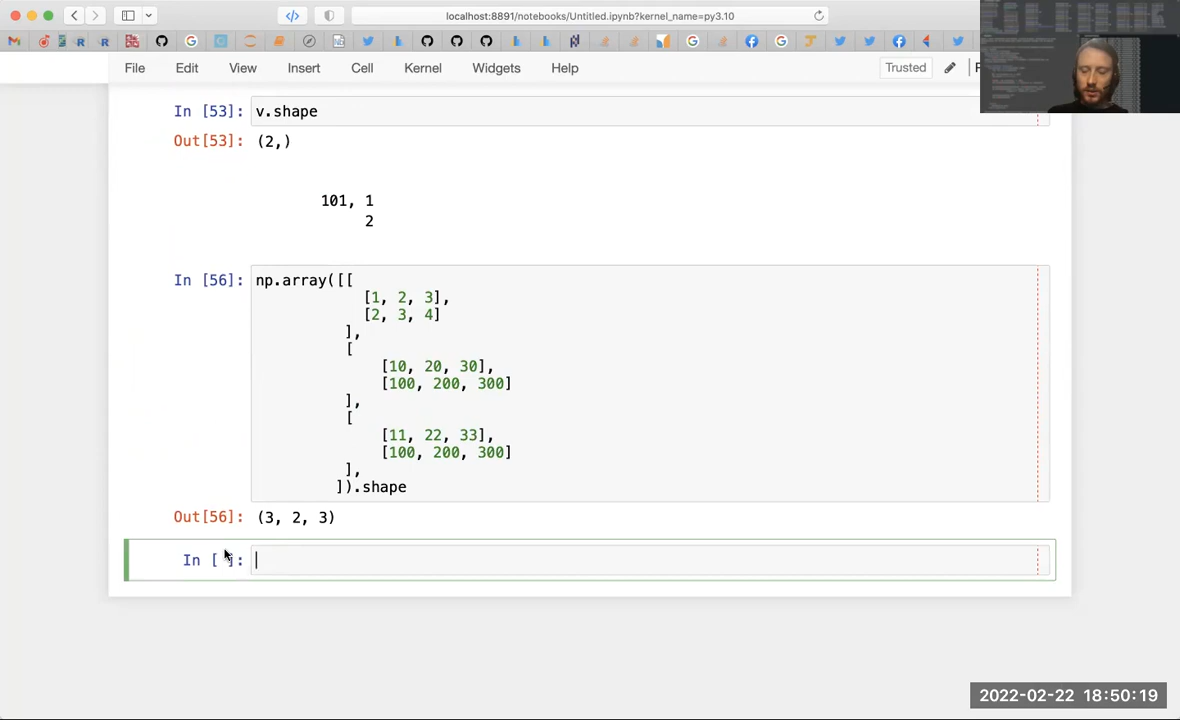 localhost:8891/notebooks/Untitled.ipynb?kernel_name=py3.10
File Edit View Insert Cell Kernel Widgets Help Trusted
In [53]: v.shape
Out[53]: (2,)
101, 1
2
In [56]: np.array([[
[1, 2, 3],
[2, 3, 4]
],
[
[10, 20, 30],
[100, 200, 300]
],
[
[11, 22, 33],
[100, 200, 300]
],
]).shape
Out[56]: (3, 2, 3)
In [ ]:
2022-02-22 18:50:19